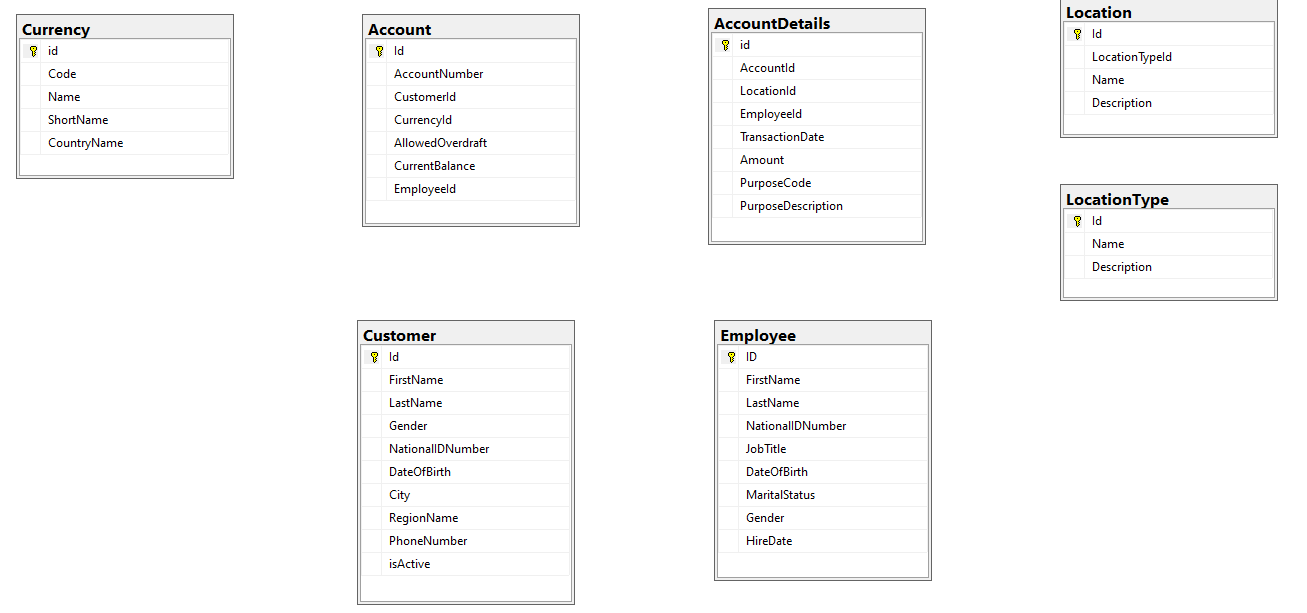 Currency
id
Code
Name
ShortName
CountryName
Account
Id
AccountNumber
CustomerId
CurrencyId
AllowedOverdraft
CurrentBalance
EmployeeId
AccountDetails
id
AccountId
LocationId
EmployeeId
TransactionDate
Amount
PurposeCode
PurposeDescription
Location
Id
LocationTypeId
Name
Description
LocationType
Id
Name
Description
Customer
Id
FirstName
LastName
Gender
NationalIDNumber
DateOfBirth
City
RegionName
PhoneNumber
isActive
Employee
ID
FirstName
LastName
NationalIDNumber
JobTitle
DateOfBirth
MaritalStatus
Gender
HireDate